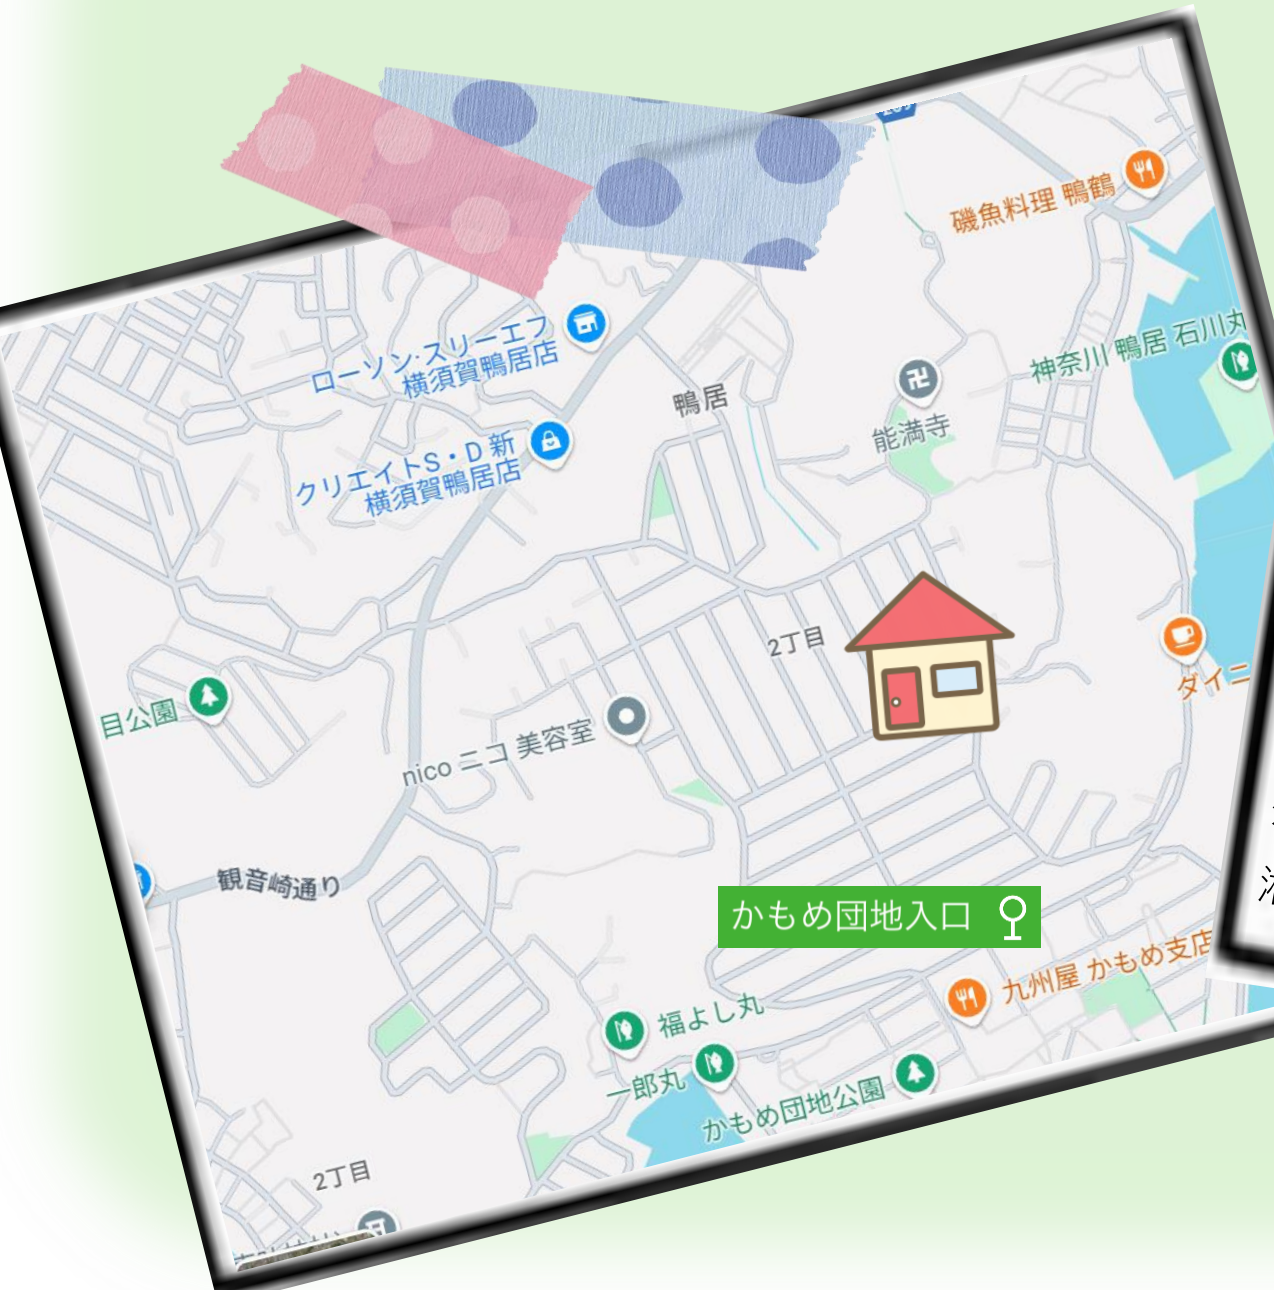 磯魚料理 鴨鶴
神奈川 鴨居 石川丸
ローソン・スリーエフ
横須賀鴨居店
鴨居
能満寺
クリエイトS・D 新
横須賀鴨居店
2丁目
ダイニ
目公園
nico ニコ 美容室
観音崎通り
かもめ団地入口
九州屋 かもめ支店
福よし丸
一郎丸
かもめ団地公園
2丁目